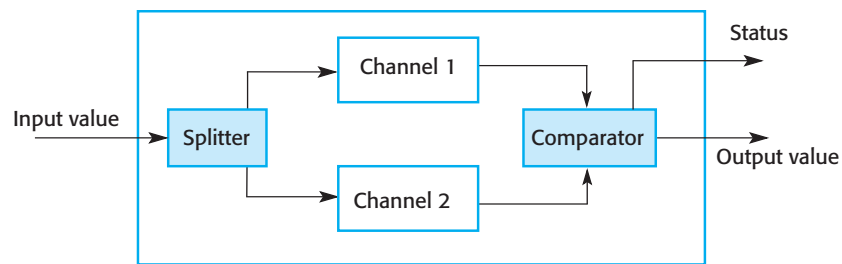 Status
Channel 1
Input value
Splitter
Comparator
Output value
Channel 2